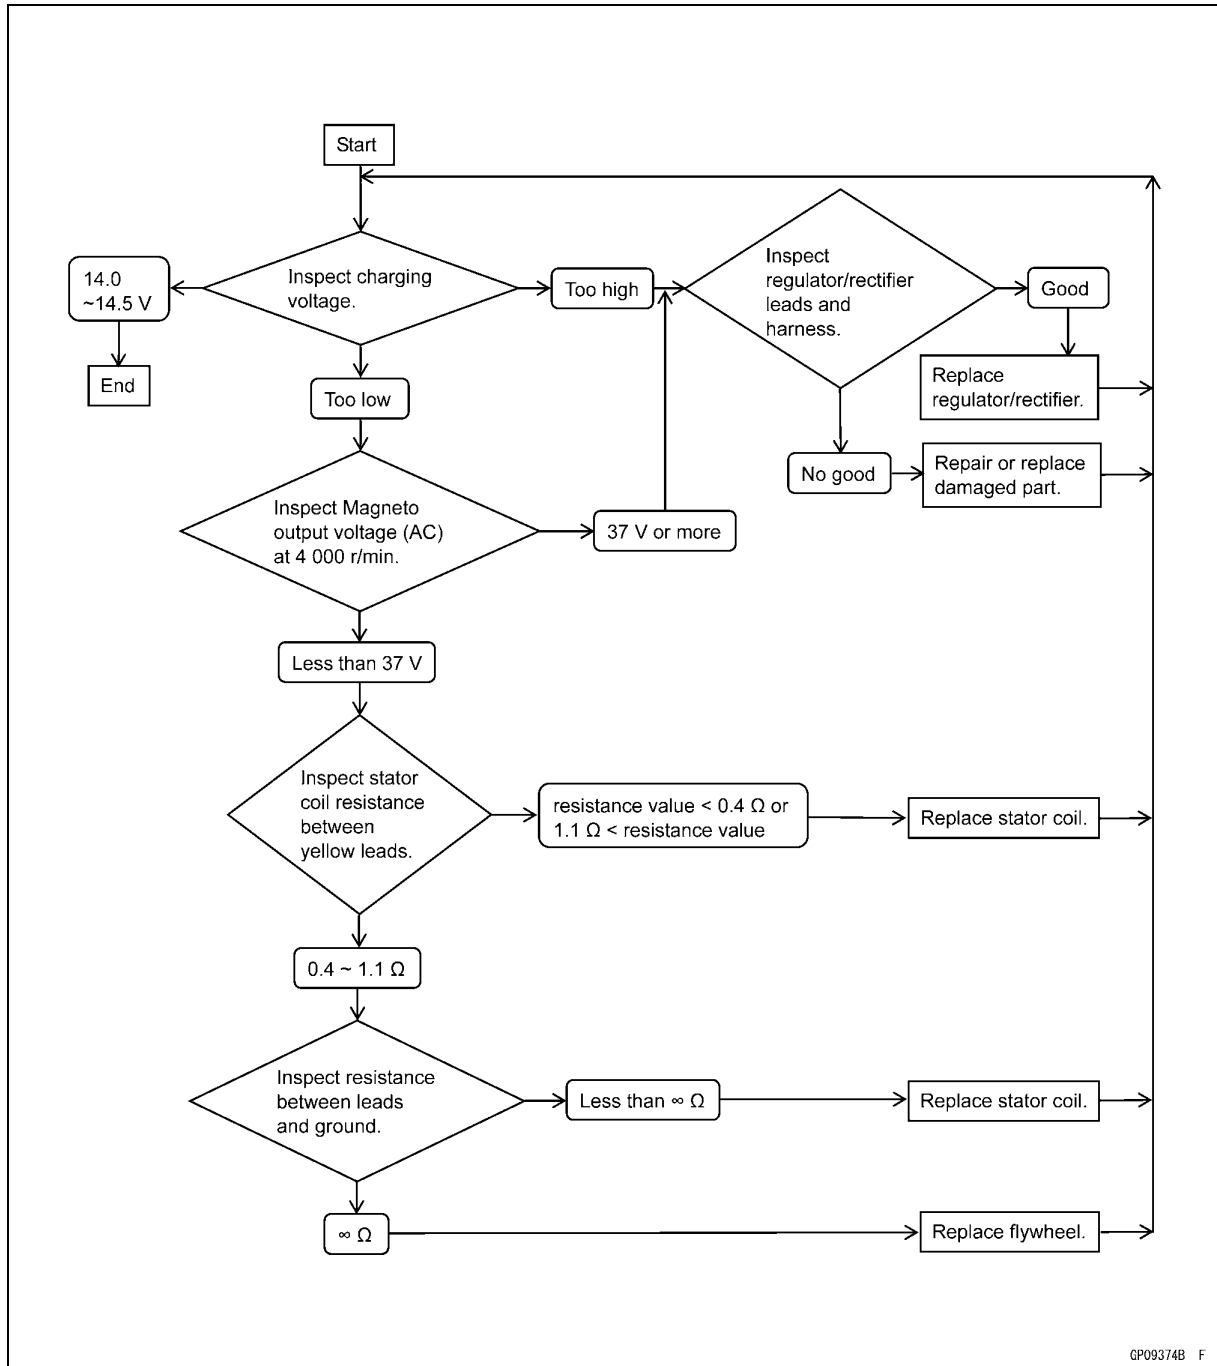 Start
Inspect charging
voltage.
14.0
~14.5 V
End
Too high
Inspect
regulator/rectifier
leads and
harness.
Good
Replace
regulator/rectifier.
Too low
No good
Repair or replace
damaged part.
Inspect Magneto
output voltage (AC)
at 4 000 r/min.
37 V or more
Less than 37 V
Inspect stator
coil resistance
between
yellow leads.
resistance value < 0.4 Ω or
1.1 Ω < resistance value
Replace stator coil.
0.4 ~ 1.1 Ω
Inspect resistance
between leads
and ground.
Less than ∞ Ω
Replace stator coil.
∞ Ω
Replace flywheel.
GP09374B F